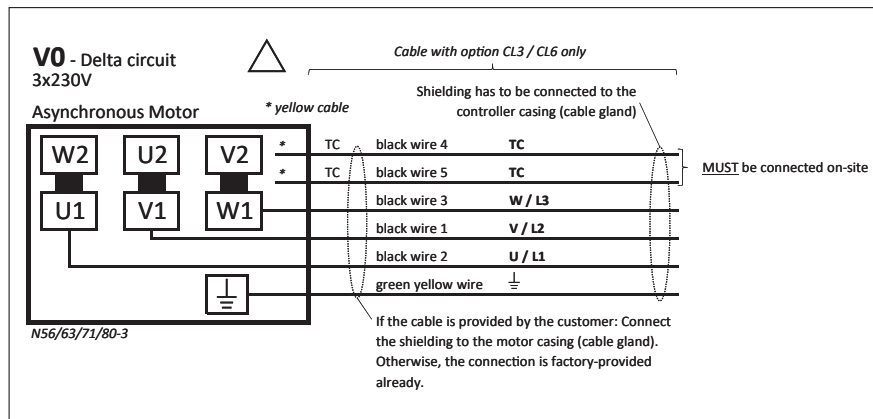 V0 - Delta circuit
3x230V
Cable with option CL3 / CL6 only
Shielding has to be connected to the
controller casing (cable gland)
Asynchronous Motor
* yellow cable
W2 U2 V2
* TC black wire 4 TC
* TC black wire 5 TC
MUST be connected on-site
U1 V1 W1
black wire 3 W / L3
black wire 1 V / L2
black wire 2 U / L1
green yellow wire
N56/63/71/80-3
If the cable is provided by the customer: Connect
the shielding to the motor casing (cable gland).
Otherwise, the connection is factory-provided
already.